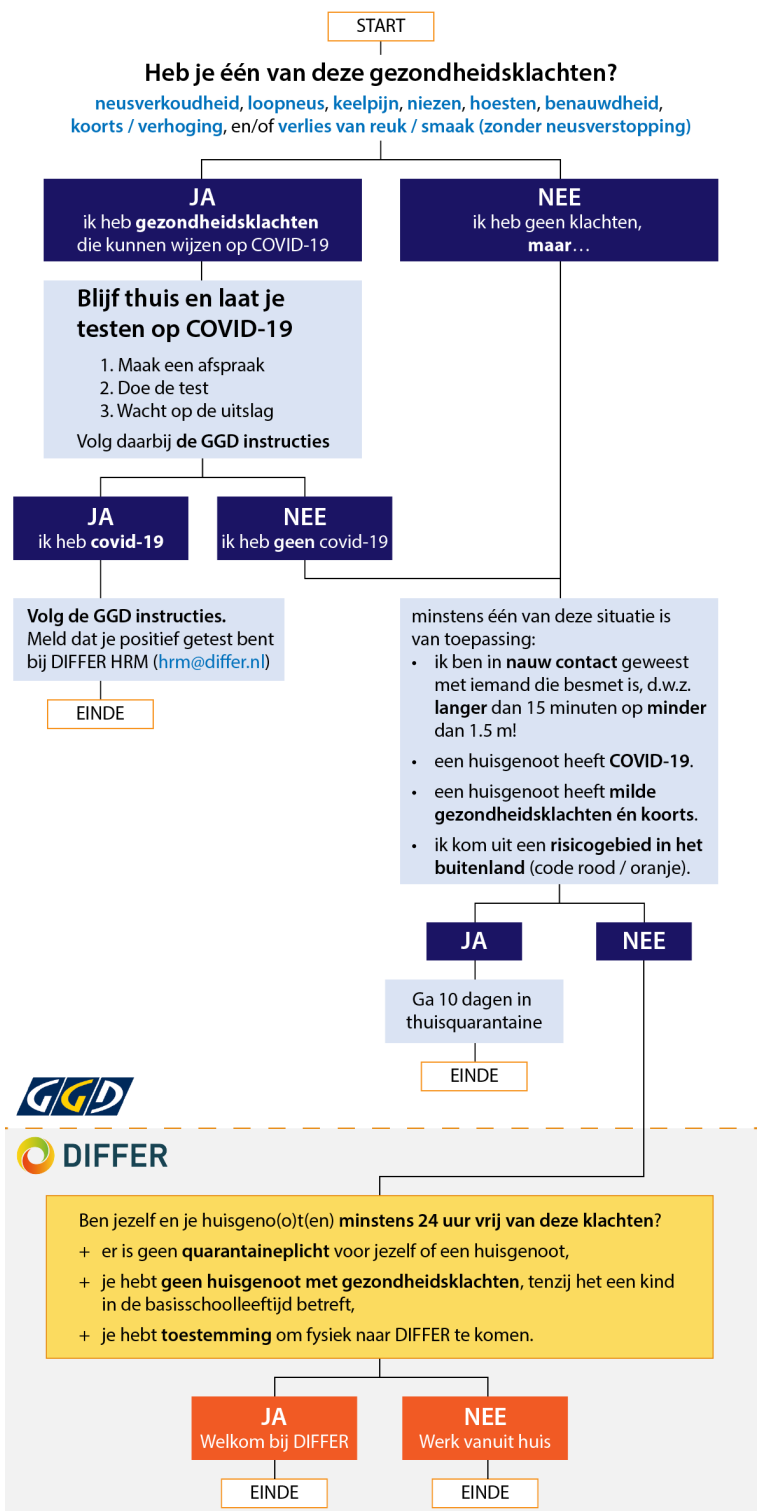 START
Heb je één van deze gezondheidsklachten?
neusverkoudheid, loopneus, keelpijn, niezen, hoesten, benauwdheid,
koorts / verhoging, en/of verlies van reuk / smaak (zonder neusverstopping)
JA
ik heb gezondheidsklachten
die kunnen wijzen op COVID-19
NEE
ik heb geen klachten,
maar…
Blijf thuis en laat je
testen op COVID-19
1. Maak een afspraak
2. Doe de test
3. Wacht op de uitslag
Volg daarbij de GGD instructies
JA
ik heb covid-19
NEE
ik heb geen covid-19
Volg de GGD instructies.
Meld dat je positief getest bent
bij DIFFER HRM (hrm@differ.nl)
EINDE
minstens één van deze situatie is
van toepassing:
• ik ben in nauw contact geweest
met iemand die besmet is, d.w.z.
langer dan 15 minuten op minder
dan 1.5 m!
• een huisgenoot heeft COVID-19.
• een huisgenoot heeft milde
gezondheidsklachten én koorts.
• ik kom uit een risicogebied in het
buitenland (code rood / oranje).
JA
NEE
Ga 10 dagen in
thuisquarantaine
EINDE
GGD
DIFFER
Ben jezelf en je huisgeno(o)t(en) minstens 24 uur vrij van deze klachten?
+ er is geen quarantaineplicht voor jezelf of een huisgenoot,
+ je hebt geen huisgenoot met gezondheidsklachten, tenzij het een kind
in de basisschoolleeftijd betreft,
+ je hebt toestemming om fysiek naar DIFFER te komen.
JA
Welkom bij DIFFER
NEE
Werk vanuit huis
EINDE
EINDE